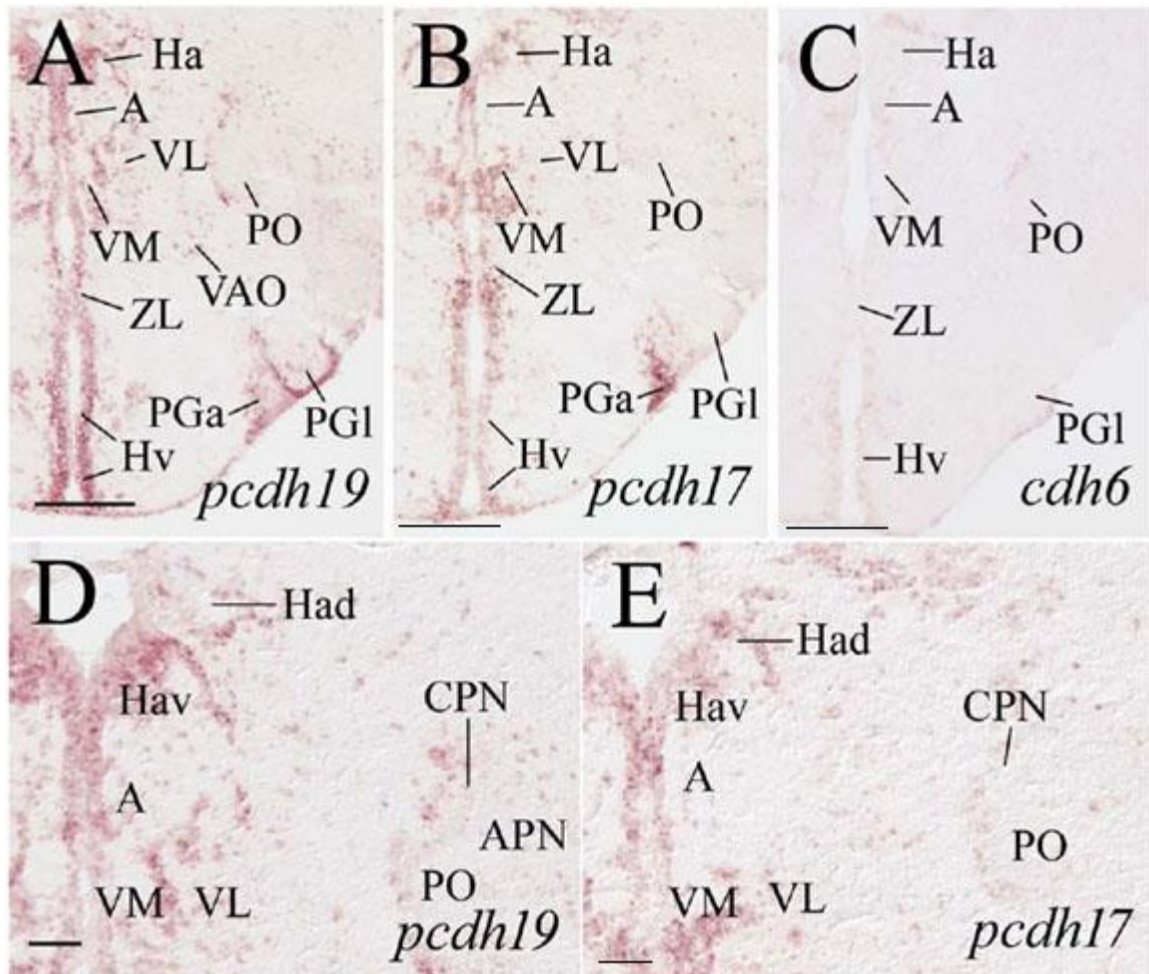 A
Ha
A
VL
VM
PO
VAO
ZL
PGa
PGl
Hv
pcdh19
B
Ha
A
VL
VM
PO
ZL
PGa
PGl
Hv
pcdh17
C
Ha
A
VM
PO
ZL
PGl
Hv
cdh6
D
Had
Hav
CPN
A
APN
VM
VL
PO
pcdh19
E
Had
Hav
CPN
A
PO
VM
VL
pcdh17